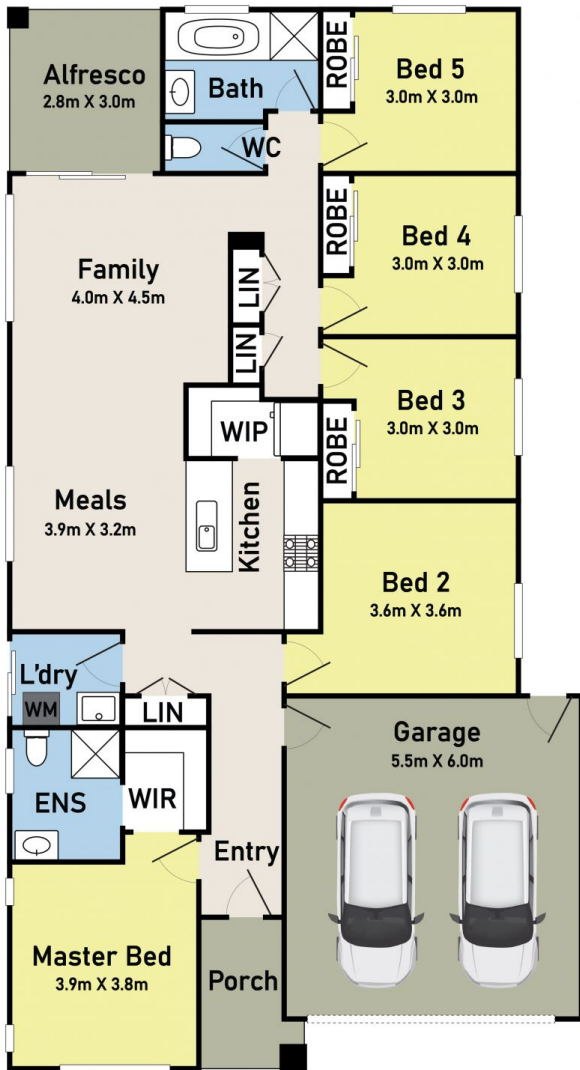 Alfresco
2.8m X 3.0m
Bath
ROBE
Bed 5
3.0m X 3.0m
WC
ROBE
Bed 4
3.0m X 3.0m
Family
4.0m X 4.5m
LIN
LIN
Bed 3
3.0m X 3.0m
ROBE
WIP
Meals
3.9m X 3.2m
Kitchen
Bed 2
3.6m X 3.6m
L'dry
WM
LIN
Garage
5.5m X 6.0m
ENS
WIR
Entry
Master Bed
3.9m X 3.8m
Porch